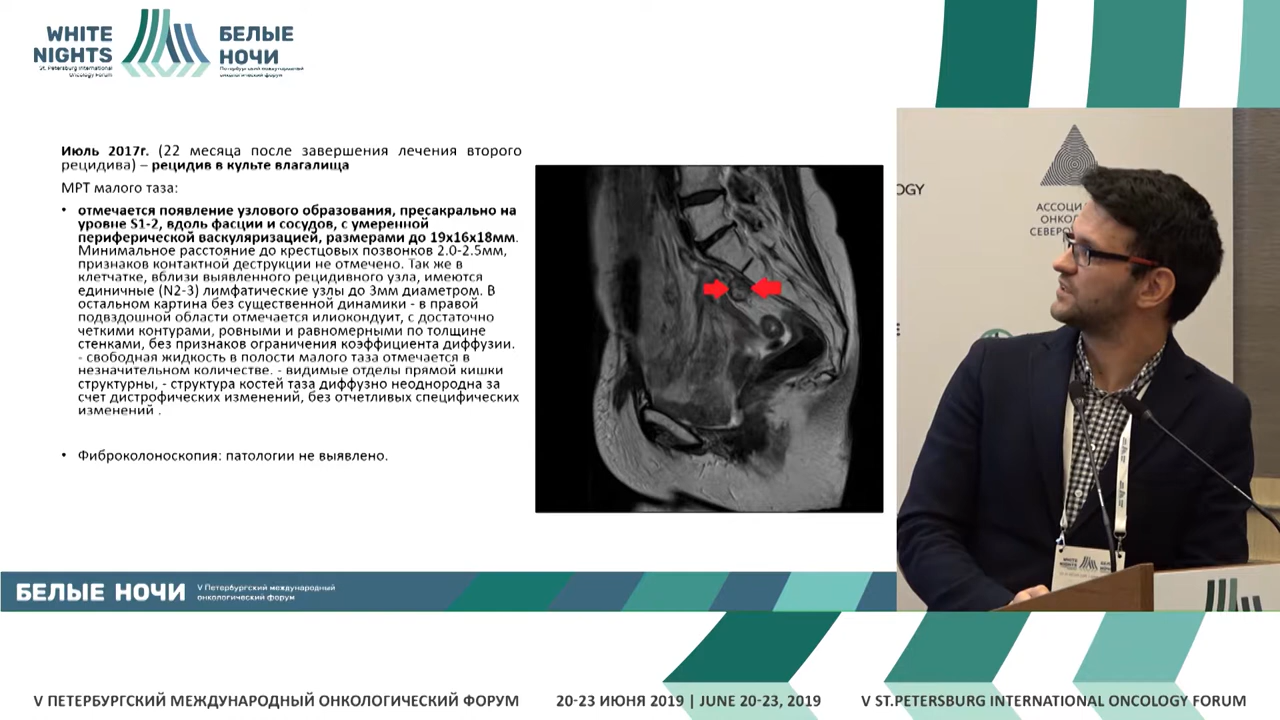 WHITE
NIGHTS
St. Petersburg International
Oncology Forum
БЕЛЫЕ
НОЧИ
Петербургский международный
онкологический форум
Июль 2017г. (22 месяца после завершения лечения второго
рецидива) – рецидив в культе влагалища
МРТ малого таза:
• отмечается появление узлового образования, пресакрально на
уровне S1-2, вдоль фасции и сосудов, с умеренной
периферической васкуляризацией, размерами до 19x16x18мм.
Минимальное расстояние до крестцовых позвонков 2.0-2.5мм,
признаков контактной деструкции не отмечено. Так же в
клетчатке, вблизи выявленного рецидивного узла, имеются
единичные (N2-3) лимфатические узлы до 3мм диаметром. В
остальном картина без существенной динамики - в правой
подвздошной области отмечается илиокондуит, с достаточно
четкими контурами, ровными и равномерными по толщине
стенками, без признаков ограничения коэффициента диффузии.
- свободная жидкость в полости малого таза отмечается в
незначительном количестве. - видимые отделы прямой кишки
структурны, - структура костей таза диффузно неоднородна за
счет дистрофических изменений, без отчетливых специфических
изменений .
• Фиброколоноскопия: патологии не выявлено.
OGY
АССОЦИ
ОНКОЛ
СЕВЕРО
WHITE
NIGHTS
БЕЛЫЕ НОЧИ
V Петербургский международный
онкологический форум
V ПЕТЕРБУРГСКИЙ МЕЖДУНАРОДНЫЙ ОНКОЛОГИЧЕСКИЙ ФОРУМ
20-23 ИЮНЯ 2019 | JUNE 20-23, 2019
V ST.PETERSBURG INTERNATIONAL ONCOLOGY FORUM